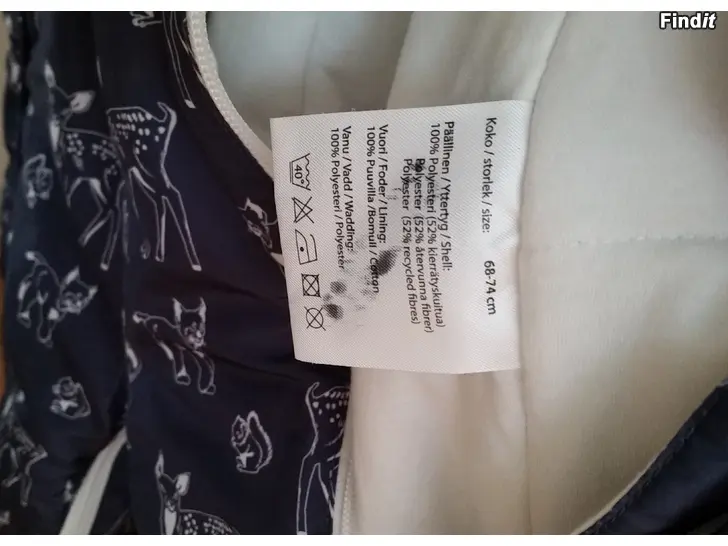 Findit
Koko / storlek / size: 68-74 cm
Päällinen / Yttertyg / Shell:
100% Polyesteri (52% kierrätyskuitua)
Polyester (52% återvunna fibrer)
Polyester (52% recycled fibres)
Vuori / Foder / Lining:
100% Puuvilla /Bomull / Cotton
Vanu / Vadd / Wadding:
100% Polyesteri / Polyester
40°